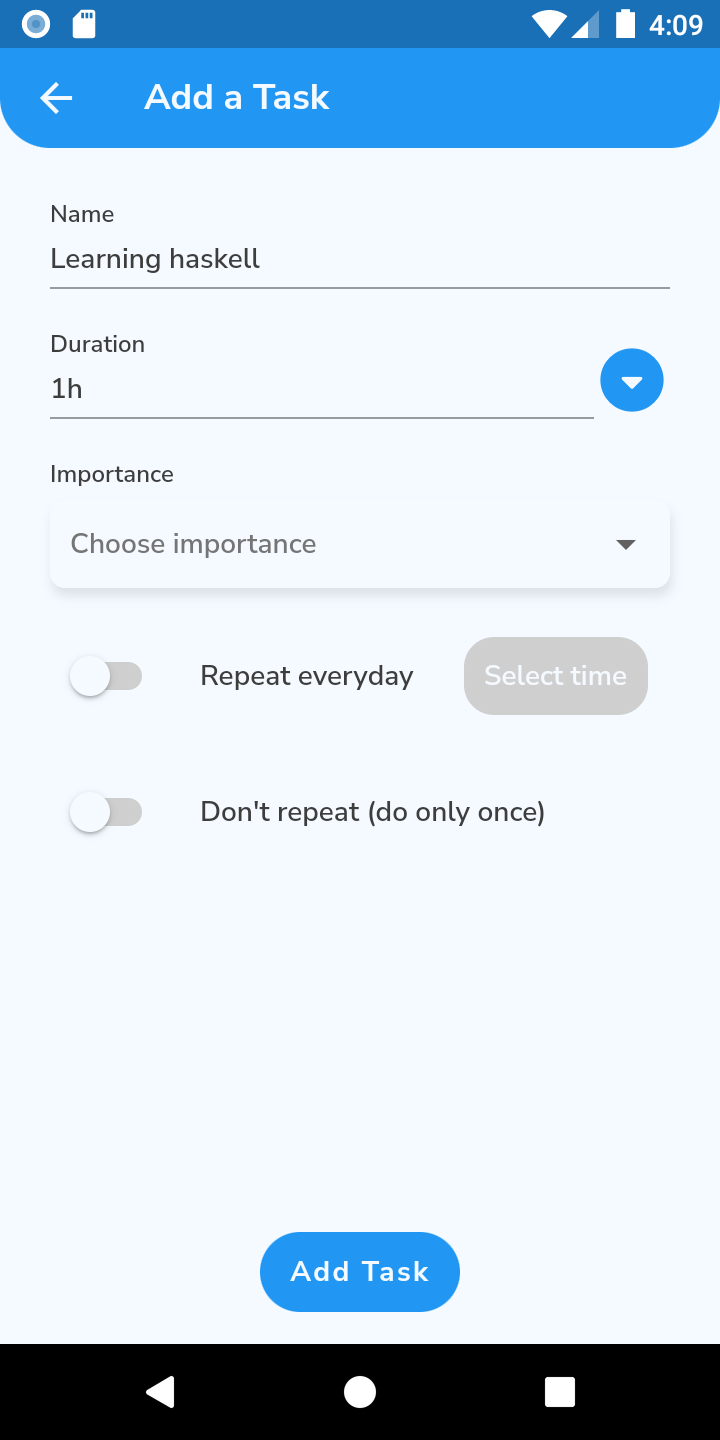 4:09
Add a Task
Name
Learning haskell
Duration
1h
Importance
Choose importance
Repeat everyday Select time
Don't repeat (do only once)
Add Task